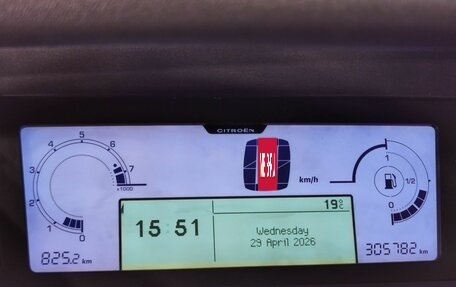 CITROËN
5
4 6
3
2 7
1 x1000
0
km/h
1
1/2
0
19°C
15:51
Wednesday
29 April 2026
825.2 km
305782 km